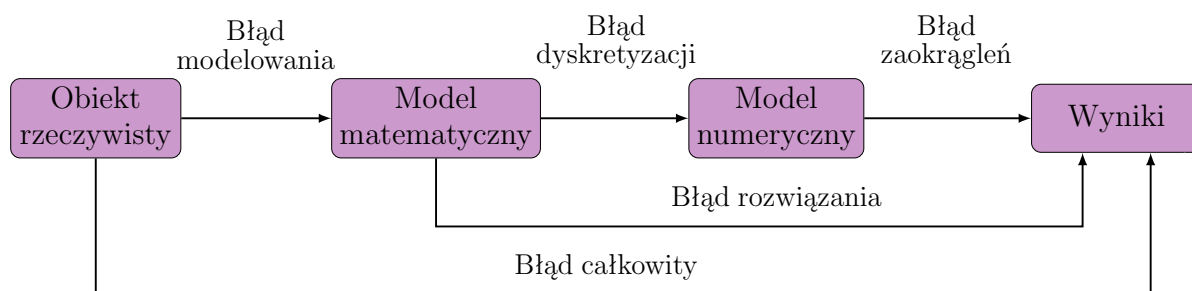 Błąd
modelowania
Błąd
dyskretyzacji
Błąd
zaokrągleń
Obiekt
rzeczywisty
Model
matematyczny
Model
numeryczny
Wyniki
Błąd rozwiązania
Błąd całkowity